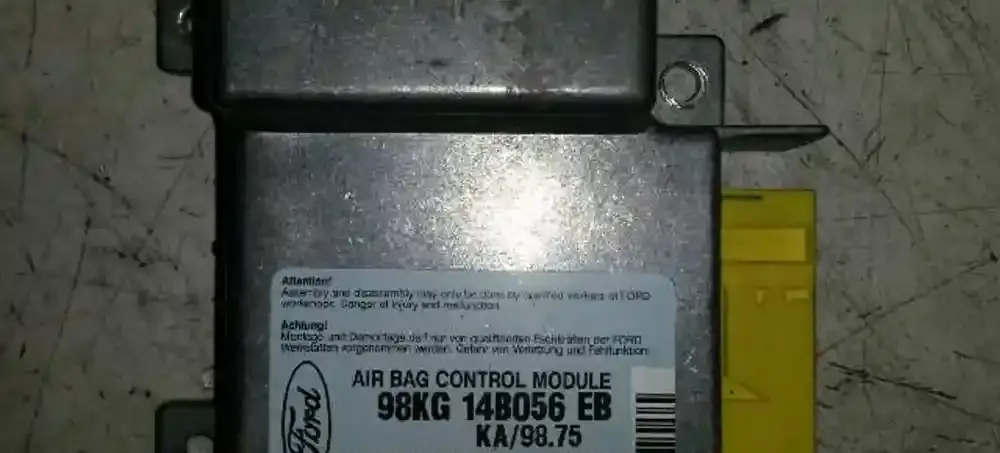 Attention!
Assembly and disassembly may only be done by qualified workers of FORD
workshops. Danger of injury and malfunction.
Achtung!
Montage und Demontage darf nur von qualifizierten Fachkräften der FORD
Werkstätten vorgenommen werden. Gefahr von Verletzung und Fehlfunktion.
AIR BAG CONTROL MODULE
98KG 14B056 EB
KA/98.75
Ford